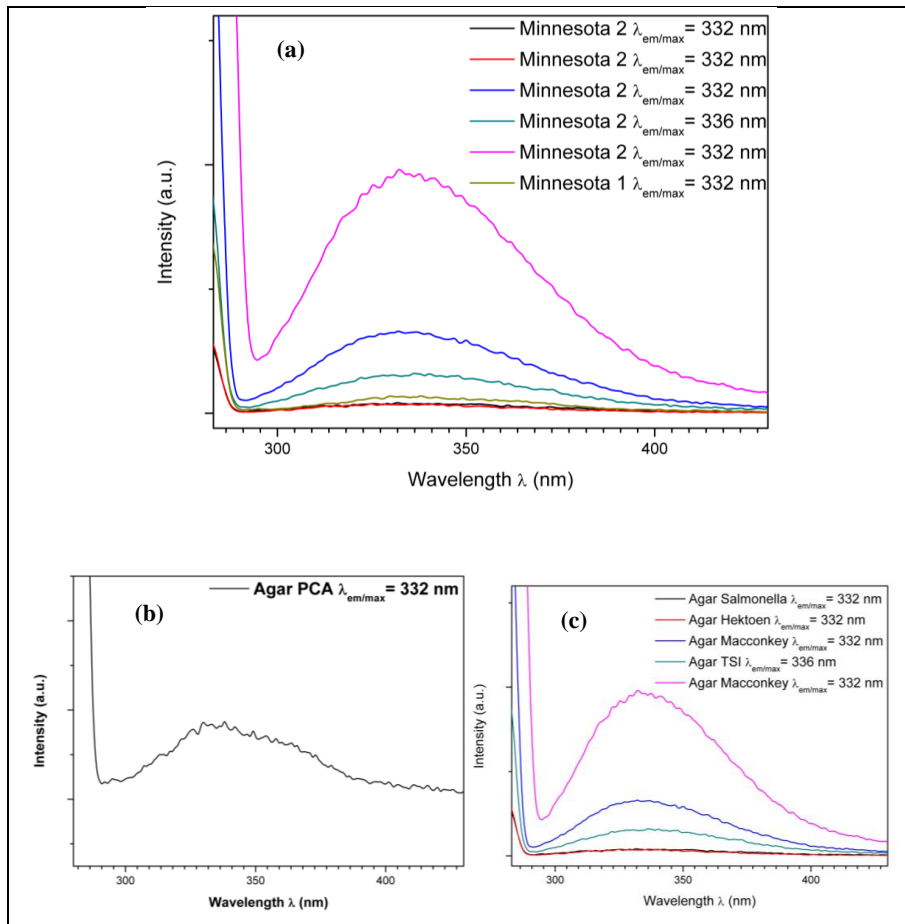 (a)
Minnesota 2 λem/max= 332 nm
Minnesota 2 λem/max= 332 nm
Minnesota 2 λem/max= 332 nm
Minnesota 2 λem/max= 336 nm
Minnesota 2 λem/max= 332 nm
Minnesota 1 λem/max= 332 nm
Intensity (a.u.)
300 350 400
Wavelength λ (nm)
(b)
Agar PCA λem/max= 332 nm
Intensity (a.u.)
300 350 400
Wavelength λ (nm)
(c)
Agar Salmonella λem/max= 332 nm
Agar Hektoen λem/max= 332 nm
Agar Macconkey λem/max= 332 nm
Agar TSI λem/max= 336 nm
Agar Macconkey λem/max= 332 nm
Intensity (a.u.)
300 350 400
Wavelength λ (nm)